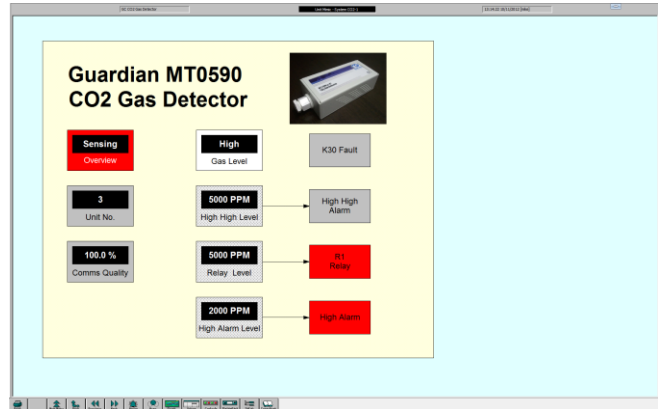 Guardian MT0590
CO2 Gas Detector
Sensing
Overview
High
Gas Level
K30 Fault
3
Unit No.
5000 PPM
High High Level
High High
Alarm
100.0 %
Comms Quality
5000 PPM
Relay Level
R1
Relay
2000 PPM
High Alarm Level
High Alarm